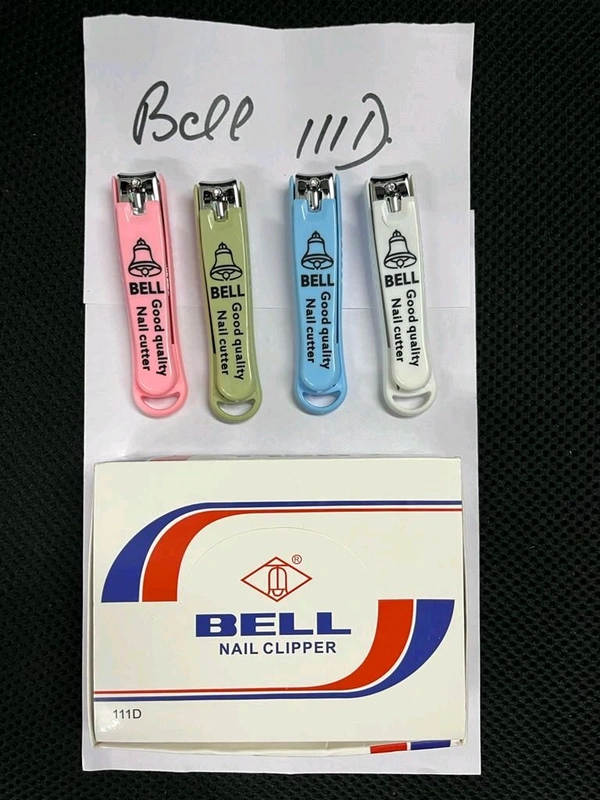 Bell 111D.
BELL
Good quality
Nail cutter
BELL
Good quality
Nail cutter
BELL
Good quality
Nail cutter
BELL
Good quality
Nail cutter
®
BELL
NAIL CLIPPER
111D